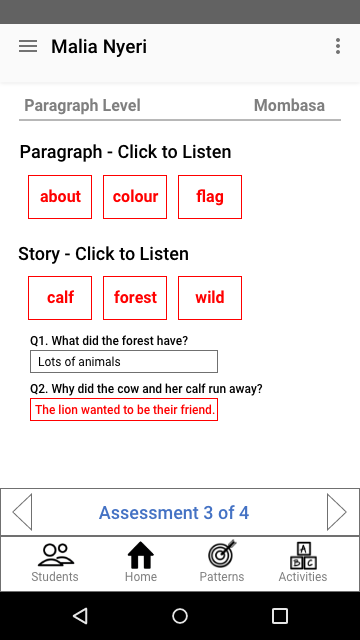 Malia Nyeri
Paragraph Level Mombasa
Paragraph - Click to Listen
about colour flag
Story - Click to Listen
calf forest wild
Q1. What did the forest have?
Lots of animals
Q2. Why did the cow and her calf run away?
The lion wanted to be their friend.
Assessment 3 of 4
A
B C
Students Home Patterns Activities